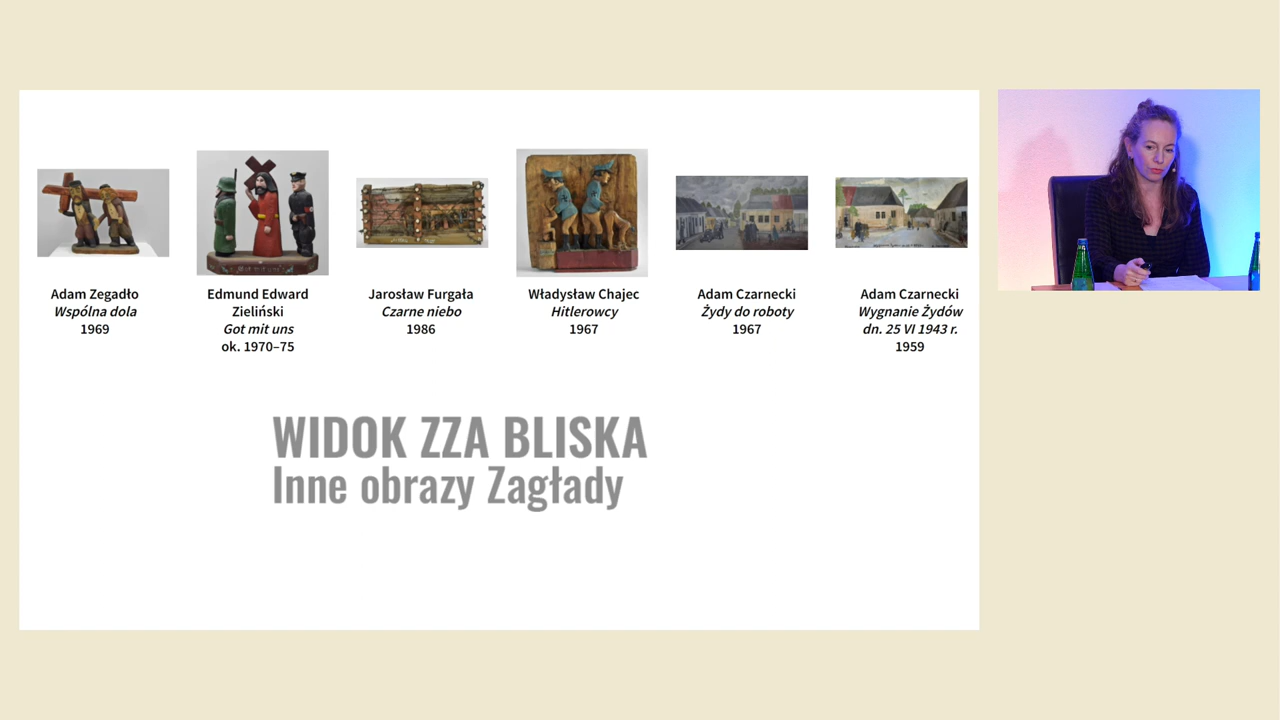 Adam Zegadło
Wspólna dola
1969
Edmund Edward
Zieliński
Got mit uns
ok. 1970–75
Jarosław Furgała
Czarne niebo
1986
Władysław Chajec
Hitlerowcy
1967
Adam Czarnecki
Żydy do roboty
1967
Adam Czarnecki
Wygnanie Żydów
dn. 25 VI 1943 r.
1959
WIDOK ZZA BLISKA
Inne obrazy Zagłady